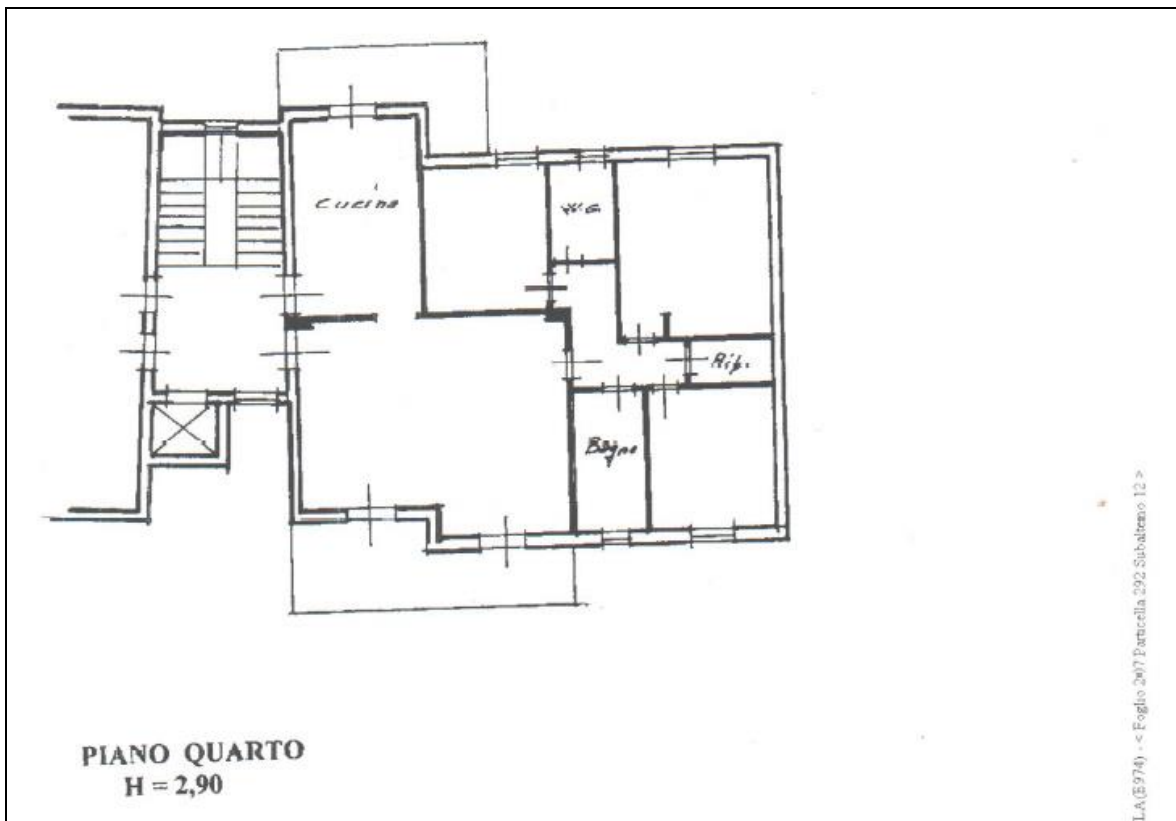 Cucina
W.C.
Rip.
Bagno
PIANO QUARTO
H = 2,90
LA(E974) - < Foglio 207 Particella 292 Subalterno 12 >